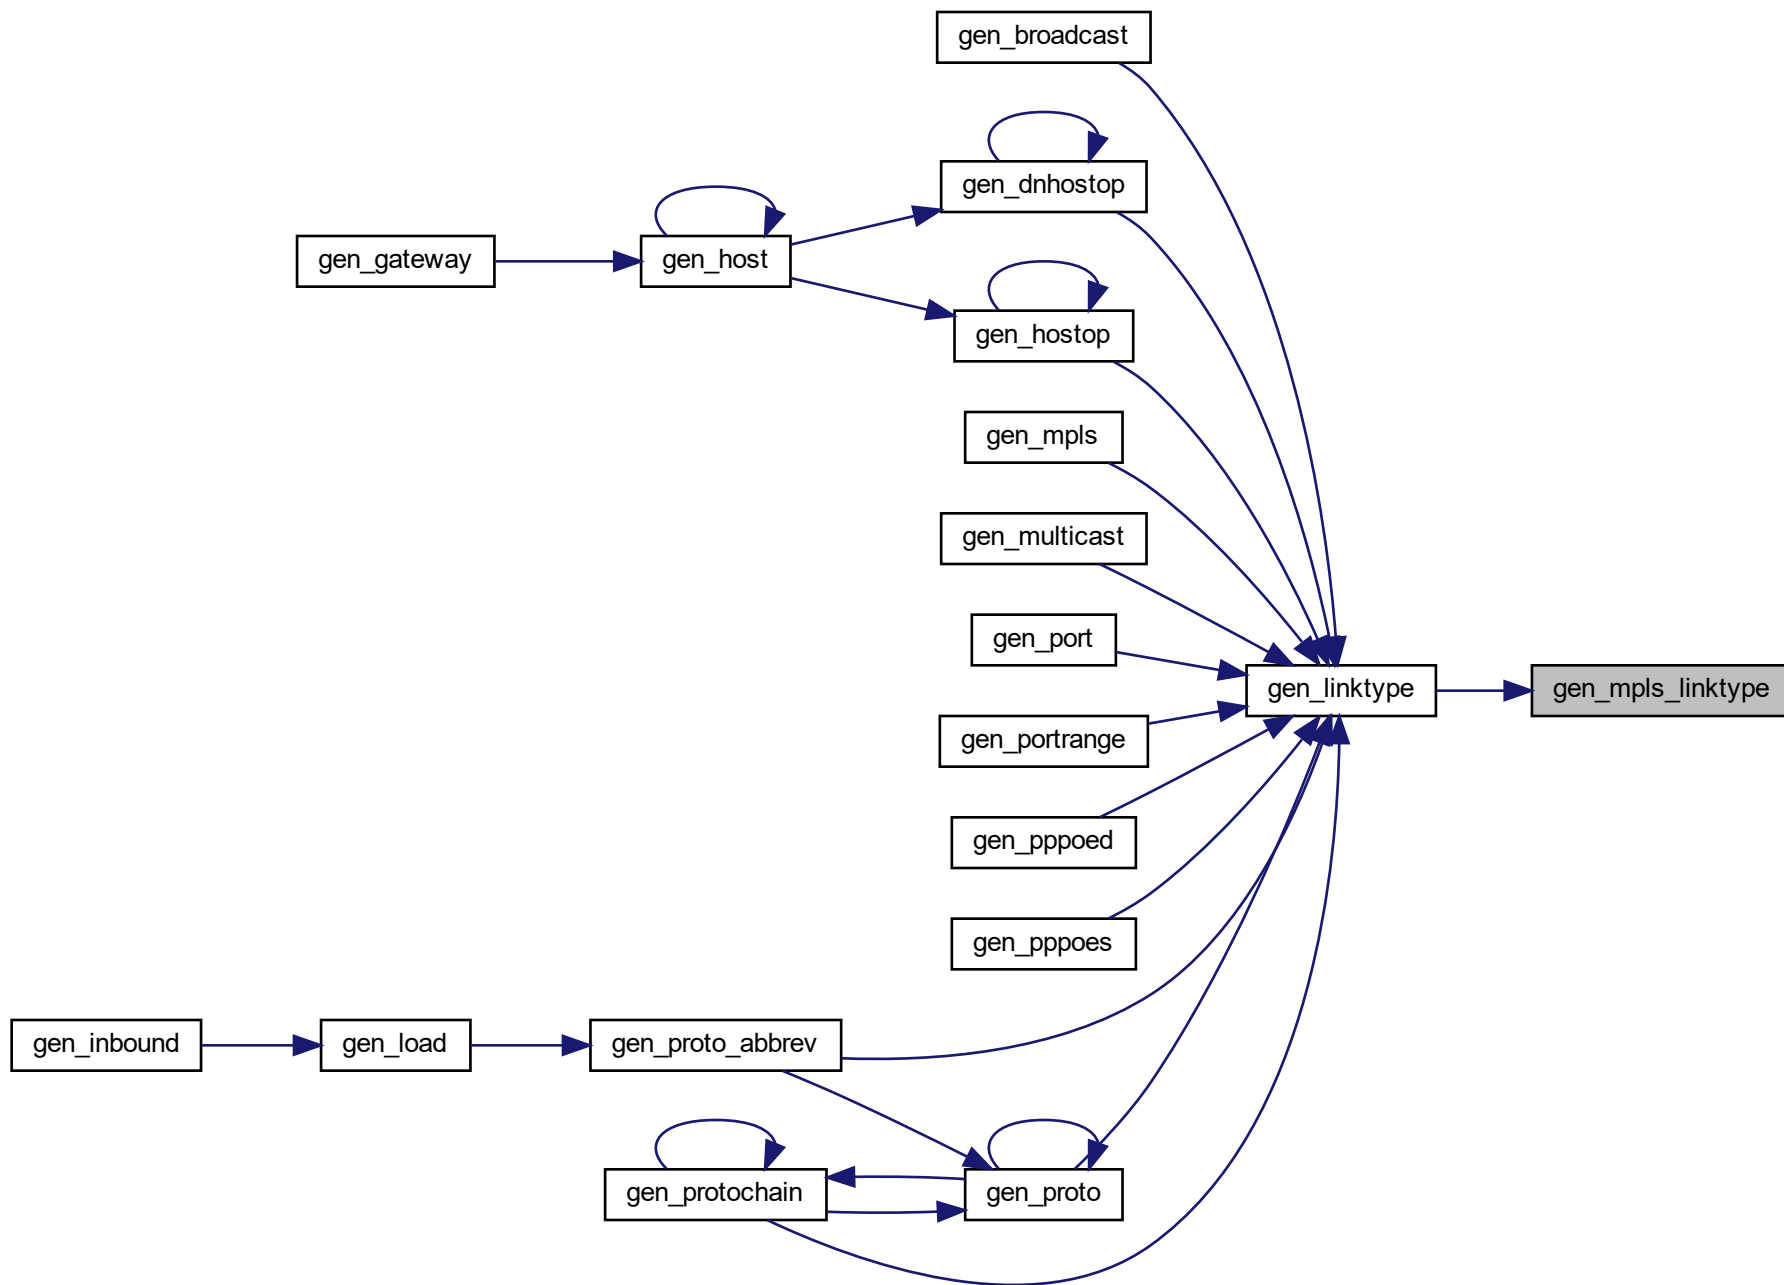 gen_broadcast
gen_dnhostop
gen_gateway
gen_host
gen_hostop
gen_mpls
gen_multicast
gen_port
gen_linktype
gen_mpls_linktype
gen_portrange
gen_pppoed
gen_pppoes
gen_inbound
gen_load
gen_proto_abbrev
gen_protochain
gen_proto